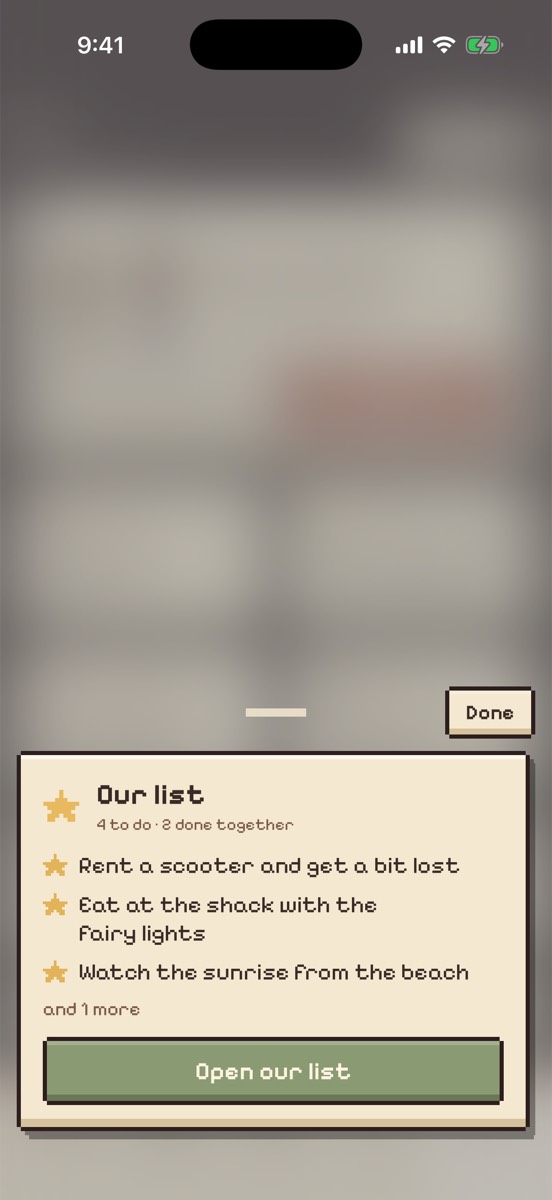 9:41
Done
Our list
4 to do · 2 done together
Rent a scooter and get a bit lost
Eat at the shack with the
fairy lights
Watch the sunrise from the beach
and 1 more
Open our list